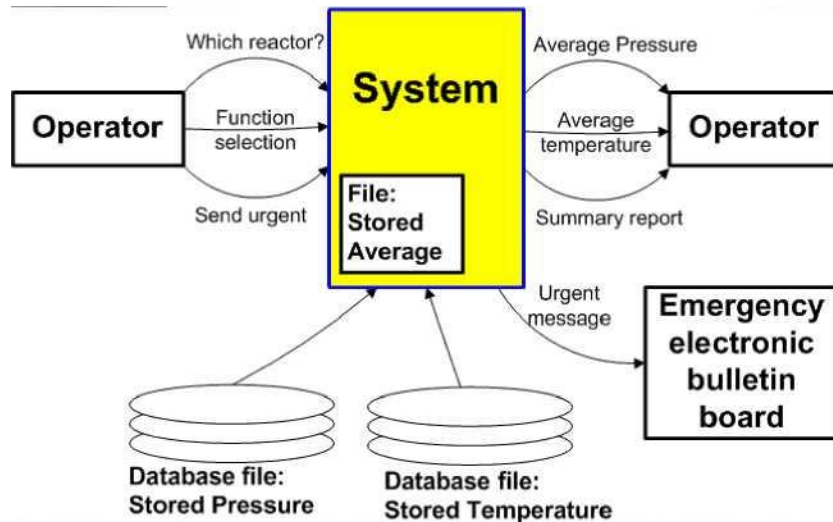 Which reactor?
Operator
Function
selection
Send urgent
System
File:
Stored
Average
Average Pressure
Average
temperature
Operator
Summary report
Urgent
message
Emergency
electronic
bulletin
board
Database file:
Stored Pressure
Database file:
Stored Temperature